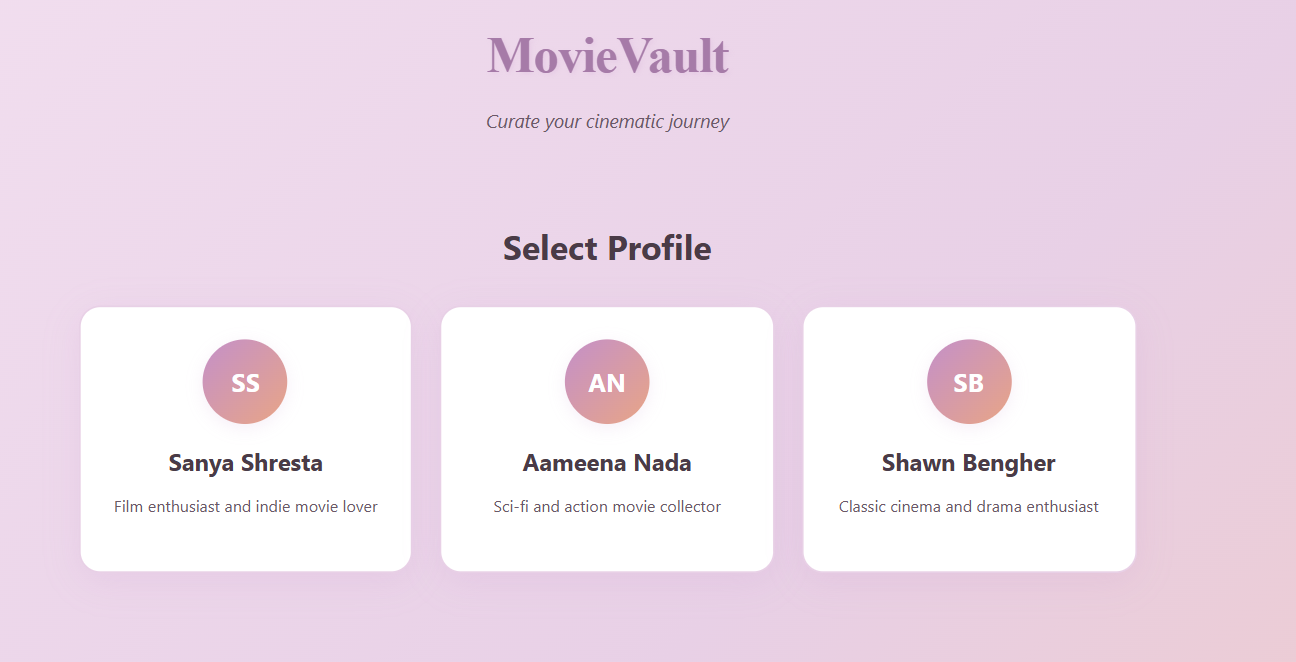 MovieVault
Curate your cinematic journey
Select Profile
SS
AN
SB
Sanya Shresta
Aameena Nada
Shawn Bengher
Film enthusiast and indie movie lover
Sci-fi and action movie collector
Classic cinema and drama enthusiast